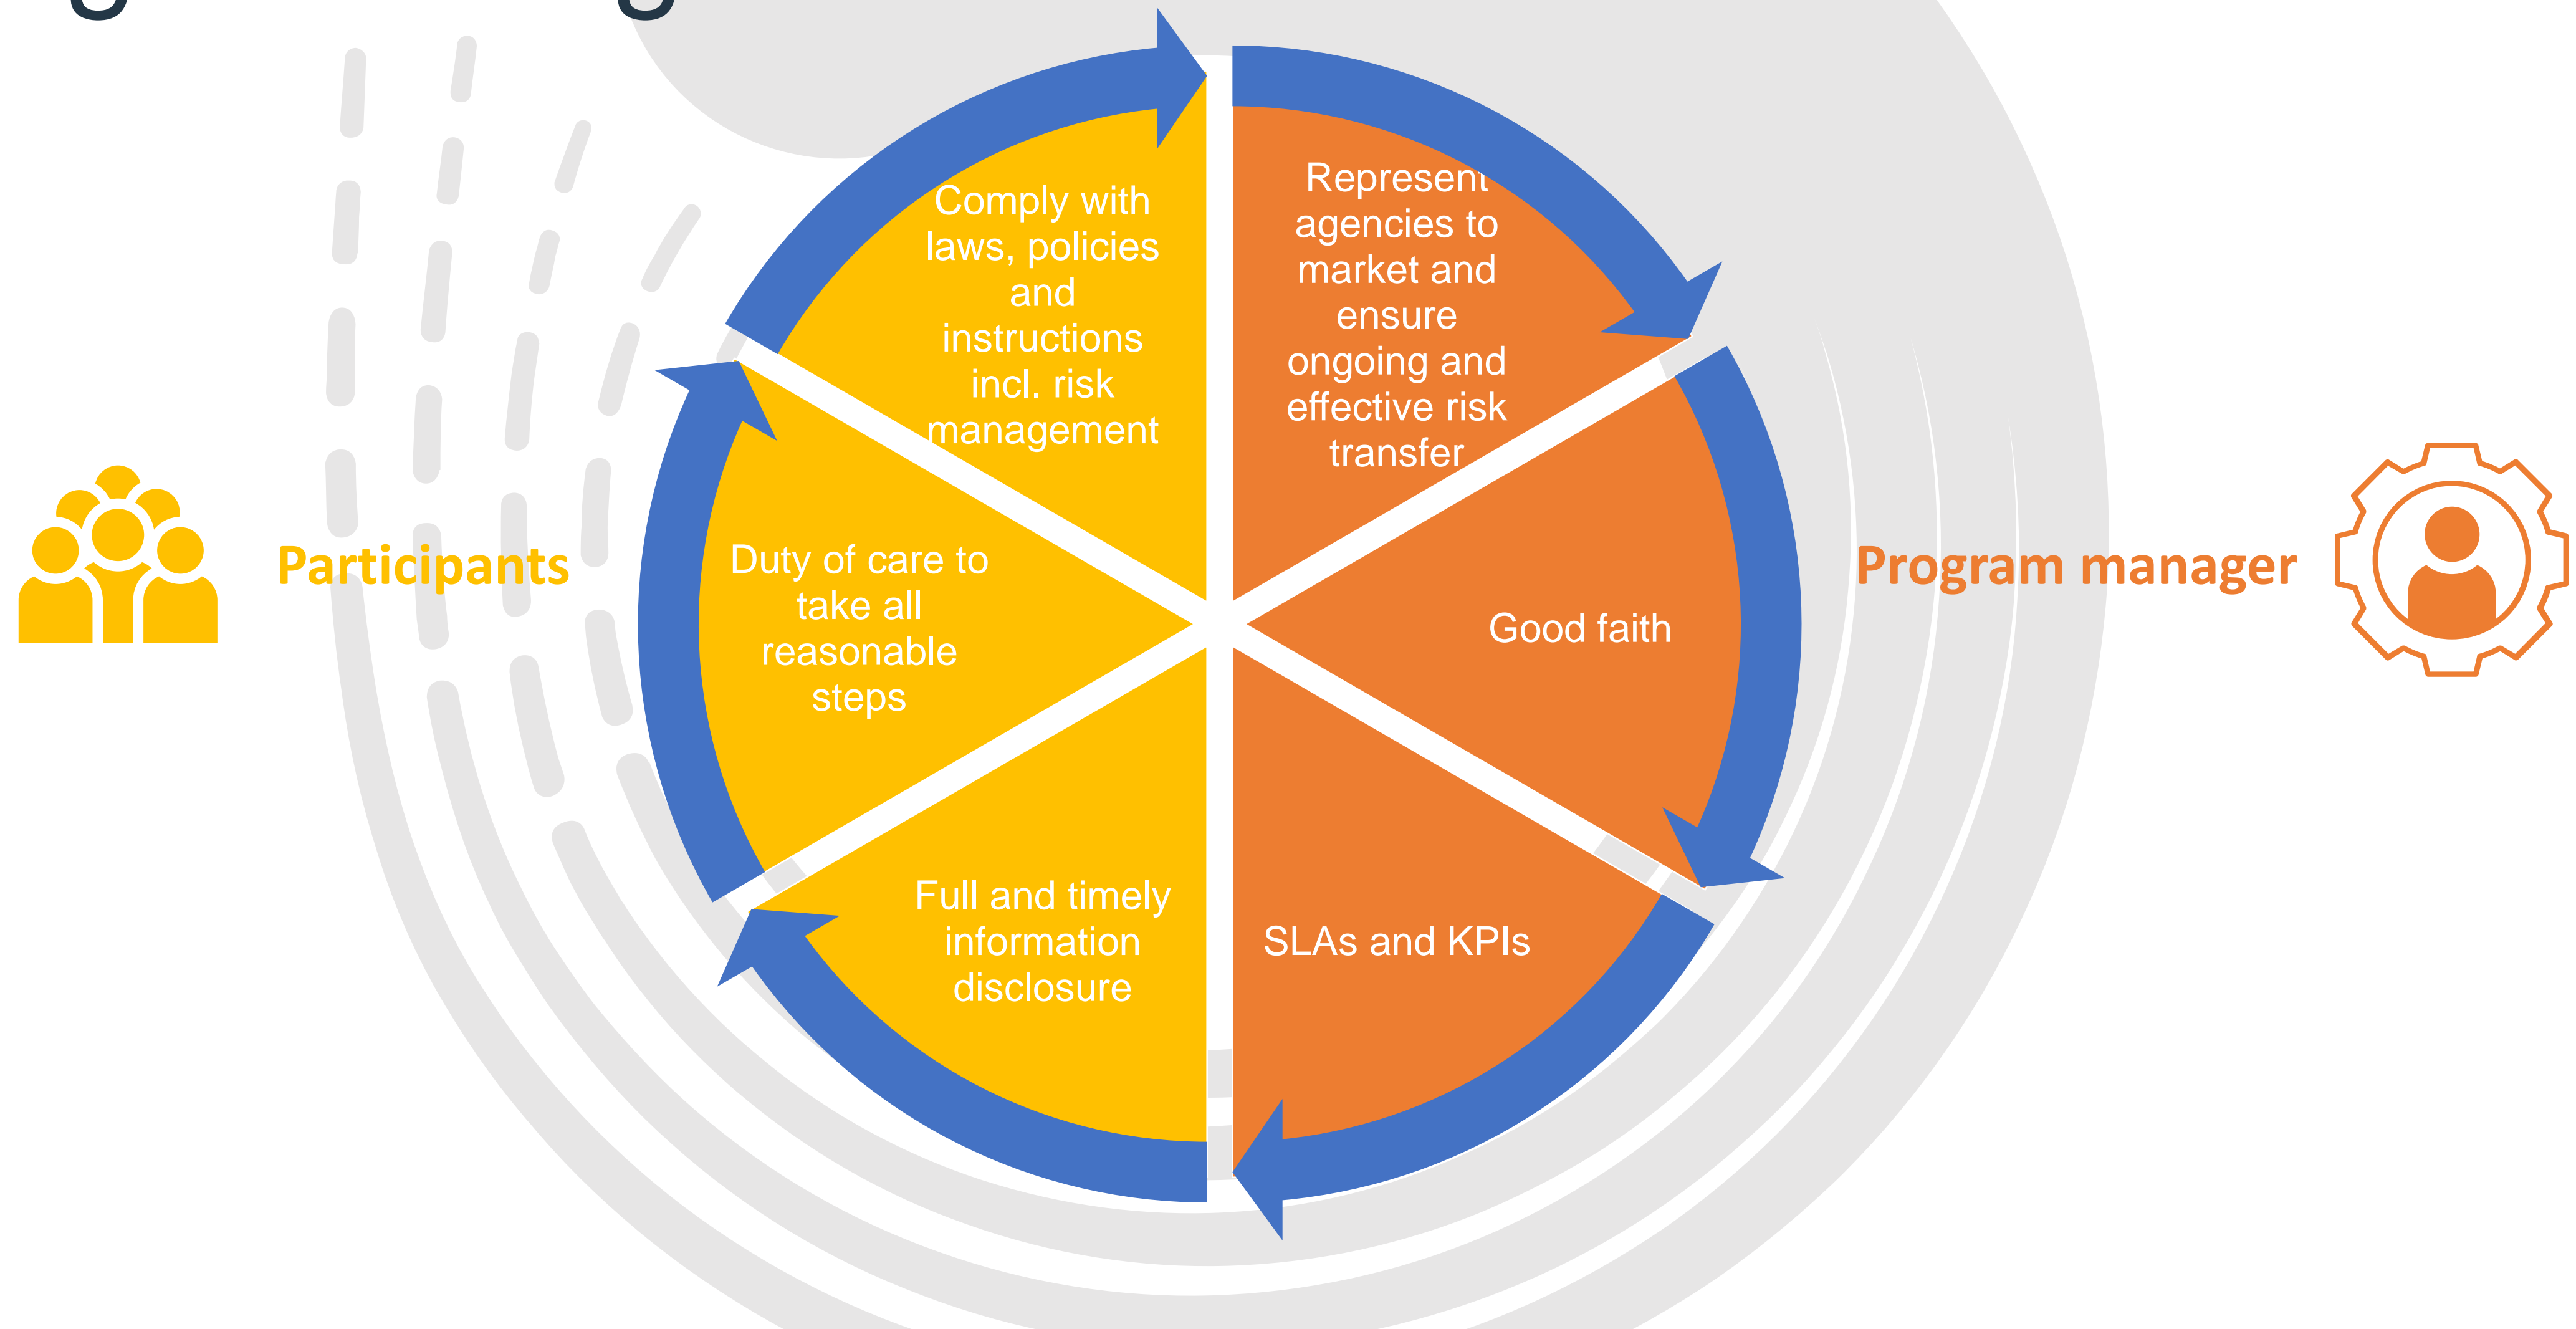 Comply with
laws, policies
and
instructions
incl. risk
management
Represent
agencies to
market and
ensure
ongoing and
effective risk
transfer
Participants
Duty of care to
take all
reasonable
steps
Good faith
Program manager
Full and timely
information
disclosure
SLAs and KPIs